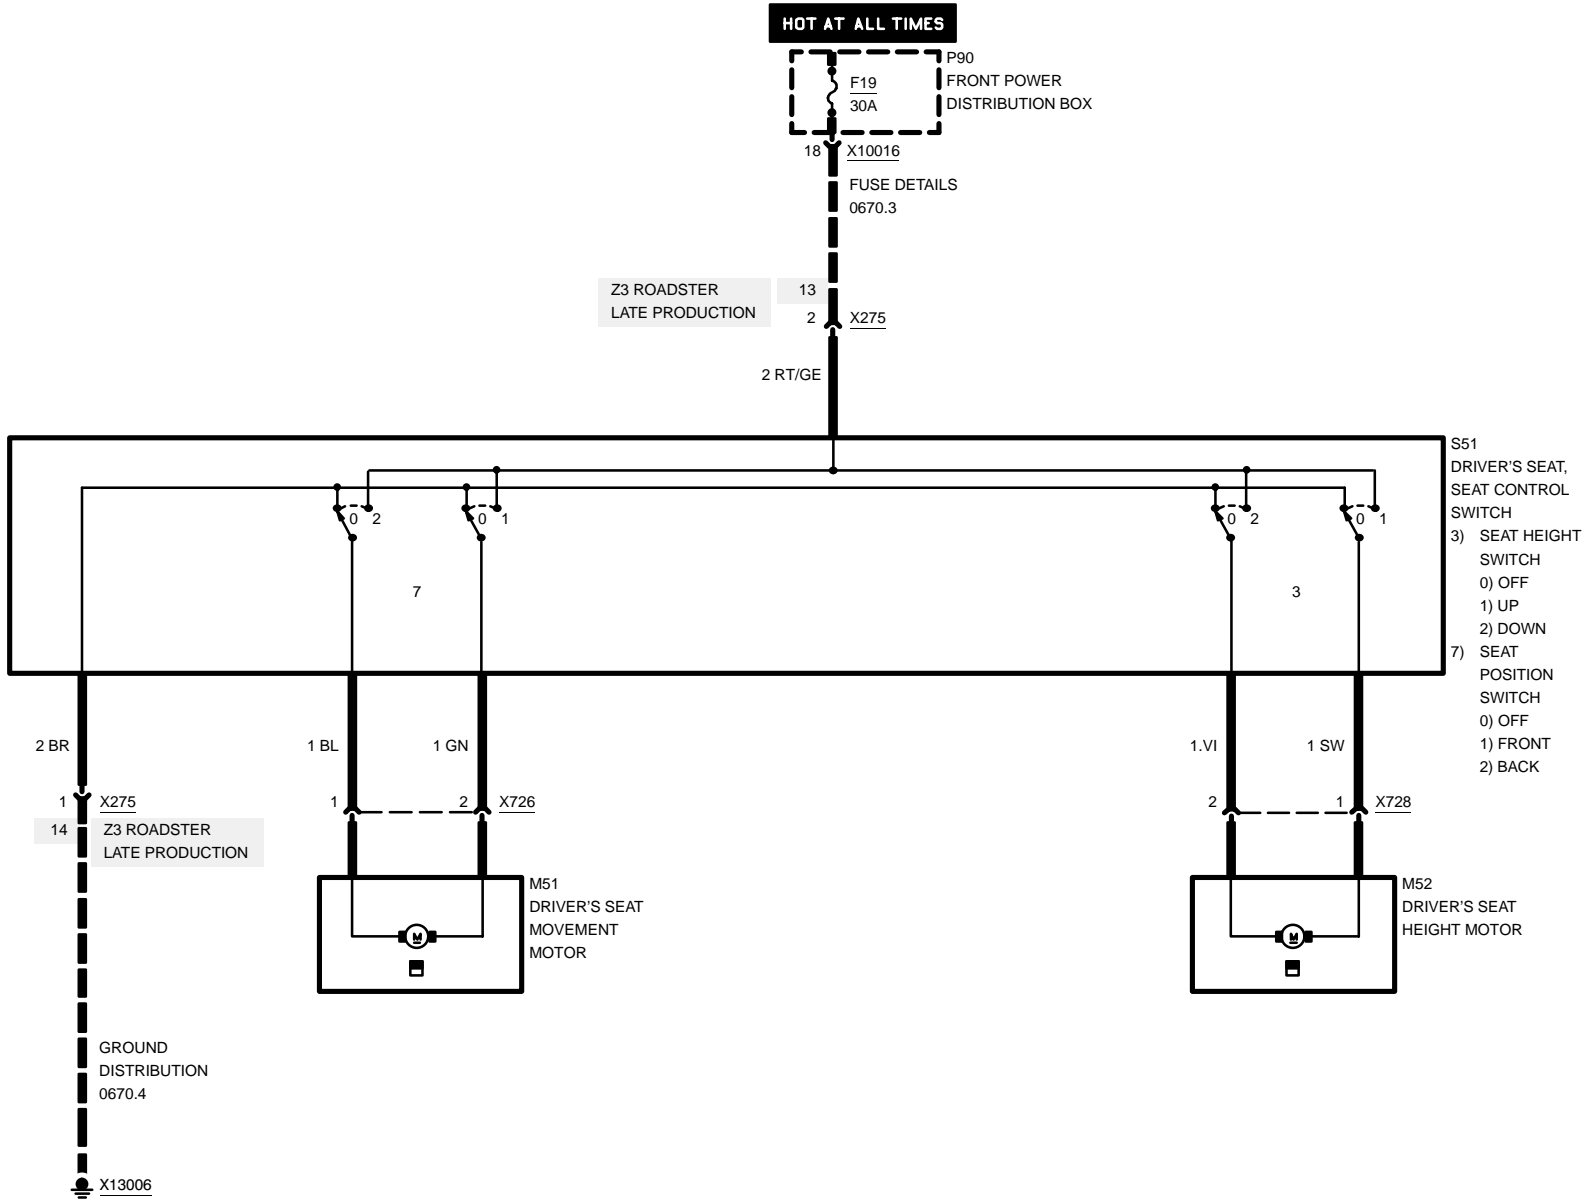 HOT AT ALL TIMES
P90
FRONT POWER
DISTRIBUTION BOX
F19
30A
18 X10016
FUSE DETAILS
0670.3
Z3 ROADSTER
LATE PRODUCTION
13
2 X275
2 RT/GE
S51
DRIVER'S SEAT,
SEAT CONTROL
SWITCH
3) SEAT HEIGHT
SWITCH
0) OFF
1) UP
2) DOWN
7) SEAT
POSITION
SWITCH
0) OFF
1) FRONT
2) BACK
0 2
0 1
0 2
0 1
7
3
2 BR
1 BL
1 GN
1.VI
1 SW
1 X275
14 Z3 ROADSTER
LATE PRODUCTION
1
2 X726
2
1 X728
M51
DRIVER'S SEAT
MOVEMENT
MOTOR
M
M52
DRIVER'S SEAT
HEIGHT MOTOR
M
GROUND
DISTRIBUTION
0670.4
X13006